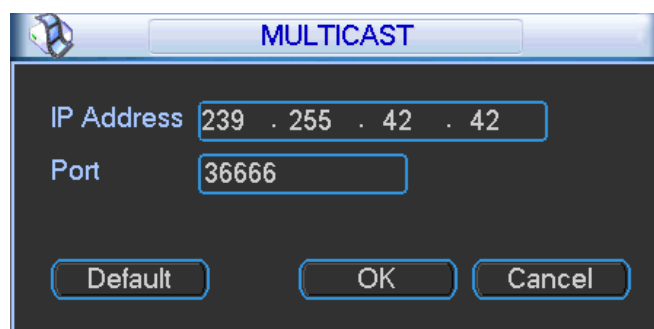 MULTICAST
IP Address 239 . 255 . 42 . 42
Port 36666
Default OK Cancel